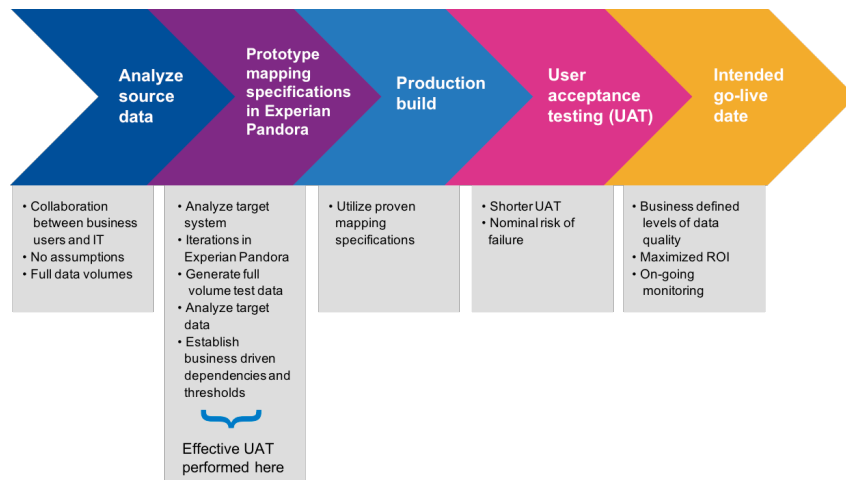 Analyze
source
data
Prototype
mapping
specifications
in Experian
Pandora
Production
build
User
acceptance
testing (UAT)
Intended
go-live
date
• Collaboration
between business
users and IT
• No assumptions
• Full data volumes
• Analyze target
system
• Iterations in
Experian Pandora
• Generate full
volume test data
• Analyze target
data
• Establish
business driven
dependencies and
thresholds
Effective UAT
performed here
• Utilize proven
mapping
specifications
• Shorter UAT
• Nominal risk of
failure
• Business defined
levels of data
quality
• Maximized ROI
• On-going
monitoring